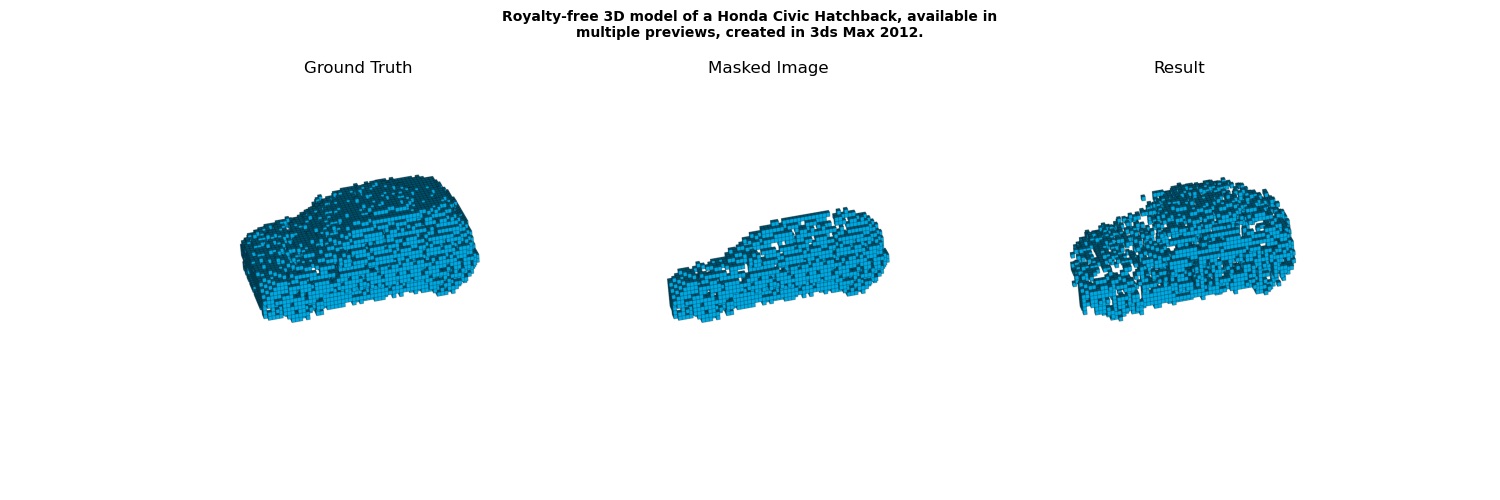 Royalty-free 3D model of a Honda Civic Hatchback, available in
multiple previews, created in 3ds Max 2012.
Ground Truth
Masked Image
Result